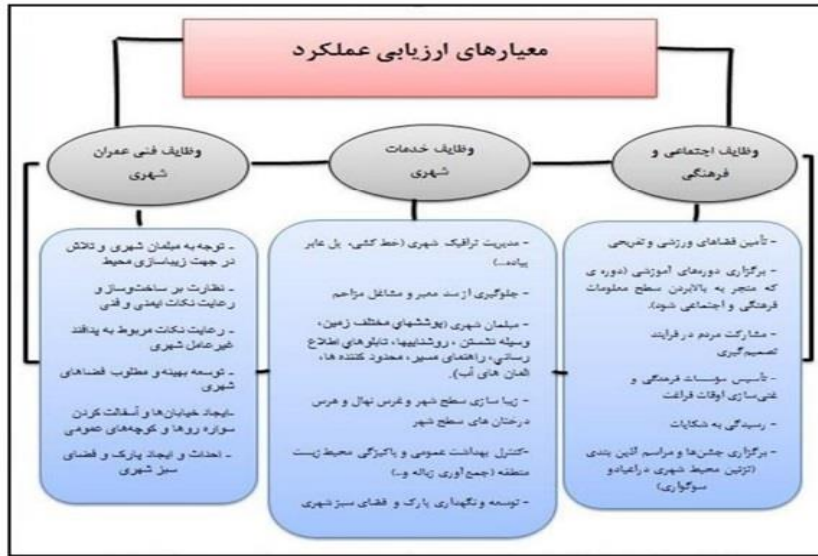 معیارهای ارزیابی عملکرد
وظایف اجتماعی و
فرهنگی
وظایف خدمات
شهری
وظایف فنی عمران
شهری
- تأمین فضاهای ورزشی و تفریحی
- برگزاری دوره‌های آموزشی (دوره ی
که منجر به بالابردن سطح معلومات
فرهنگی و اجتماعی شود).
- مشارکت مردم در فرایند
تصمیم‌گیری
- تأسیس مؤسسات فرهنگی و
غنی‌سازی اوقات فراغت
- رسیدگی به شکایات
- برگزاری جشن‌ها و مراسم آذین بندی
(تزئین محیط شهری دراعیادو
سوگواری)
- مدیریت ترافیک شهری (خط کشی، پل عابر
پیاده..)
- جلوگیری از سد معبر و مشاغل مزاحم
- مبلمان شهری (پوششهای مختلف زمین،
وسیله نشستن ، روشناییها، تابلوهای اطلاع
رسانی، راهنمای مسیر، محدود کننده ها،
المان های آب).
- زیبا سازی سطح شهر و غرس نهال و هرس
درختان های سطح شهر
-کنترل بهداشت عمومی و پاکیزگی محیط زیست
منطقه (جمع‌آوری زباله و..)
- توسعه ونگهداری پارک و فضای سبز شهری
- توجه به مبلمان شهری و تلاش
در جهت زیباسازی محیط
- نظارت بر ساخت‌وساز و
رعایت نکات ایمنی و فنی
- رعایت نکات مربوط به پدافند
غیرعامل شهری
- توسعه بهینه و مطلوب فضاهای
شهری
-ایجاد خیابان‌ها و آسفالت کردن
سواره روها و کوچه‌های عمومی
- احداث و ایجاد پارک و فضای
سبز شهری